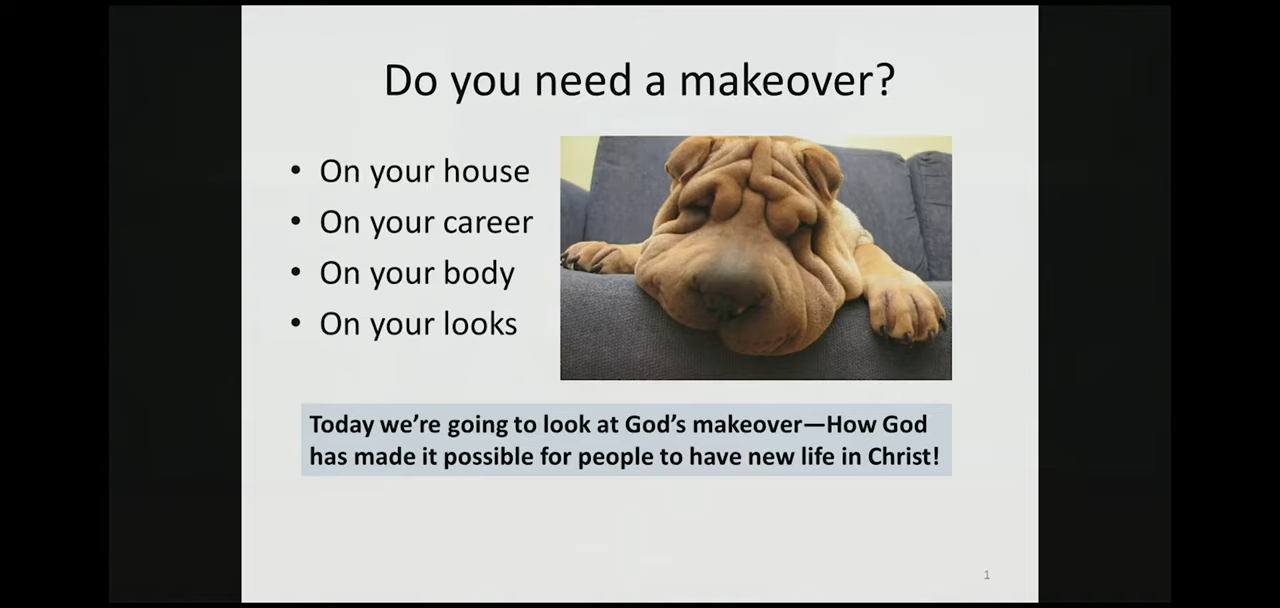 Do you need a makeover?
• On your house
• On your career
• On your body
• On your looks
Today we’re going to look at God’s makeover—How God
has made it possible for people to have new life in Christ!
1